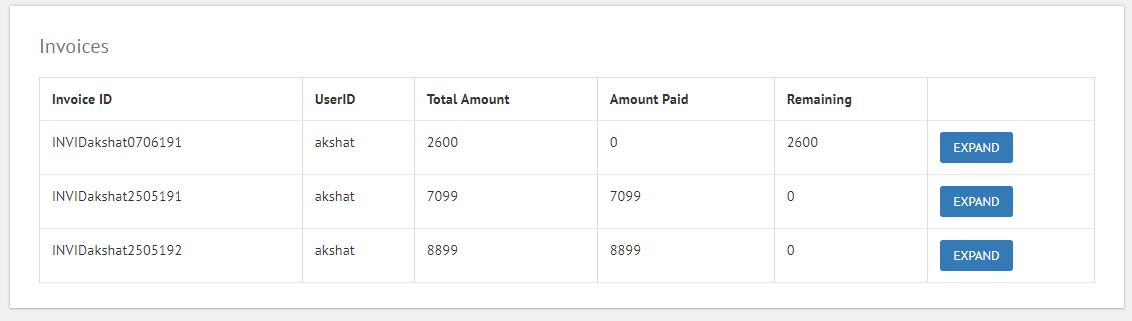 Invoices
Invoice ID UserID Total Amount Amount Paid Remaining
INVIDakshat0706191 akshat 2600 0 2600 EXPAND
INVIDakshat2505191 akshat 7099 7099 0 EXPAND
INVIDakshat2505192 akshat 8899 8899 0 EXPAND